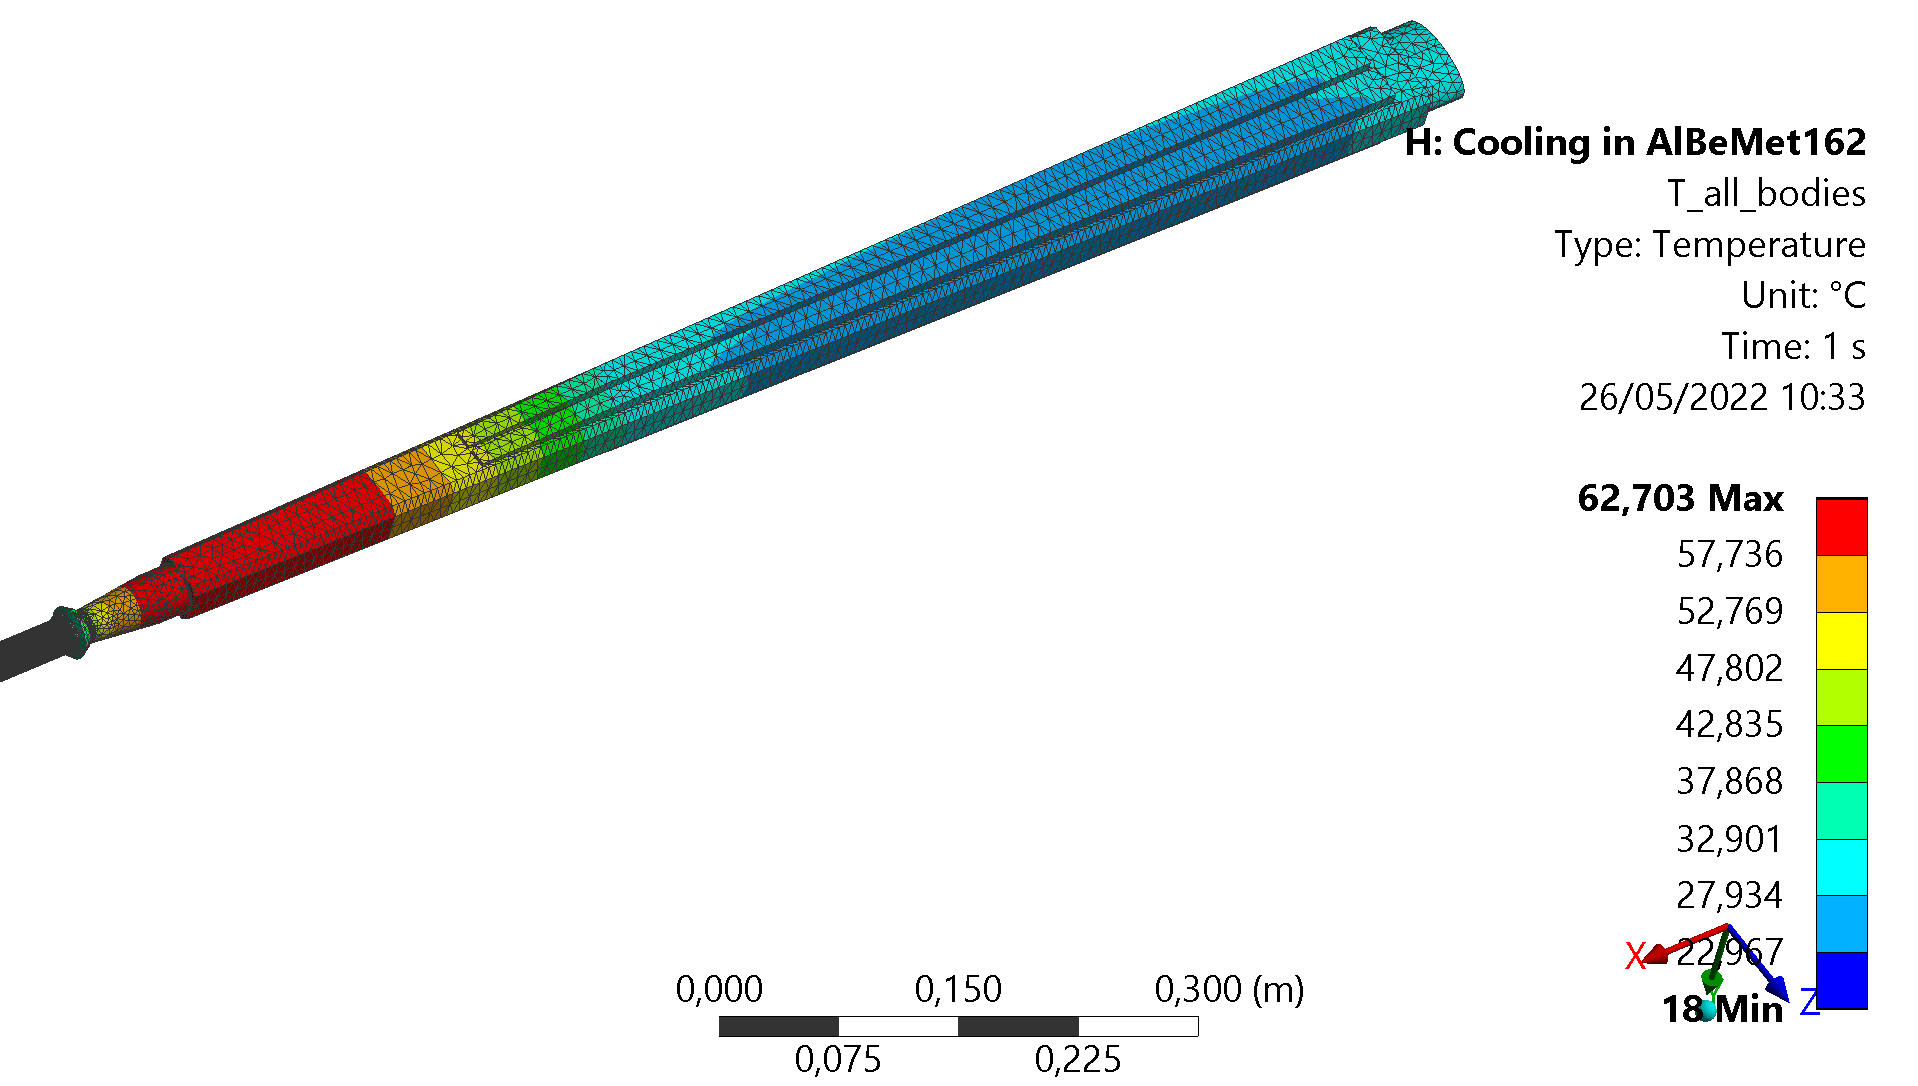 H: Cooling in AlBeMet162
T_all_bodies
Type: Temperature
Unit: °C
Time: 1 s
26/05/2022 10:33
62,703 Max
57,736
52,769
47,802
42,835
37,868
32,901
27,934
22,967
18 Min
X
Z
0,000 0,150 0,300 (m)
0,075 0,225